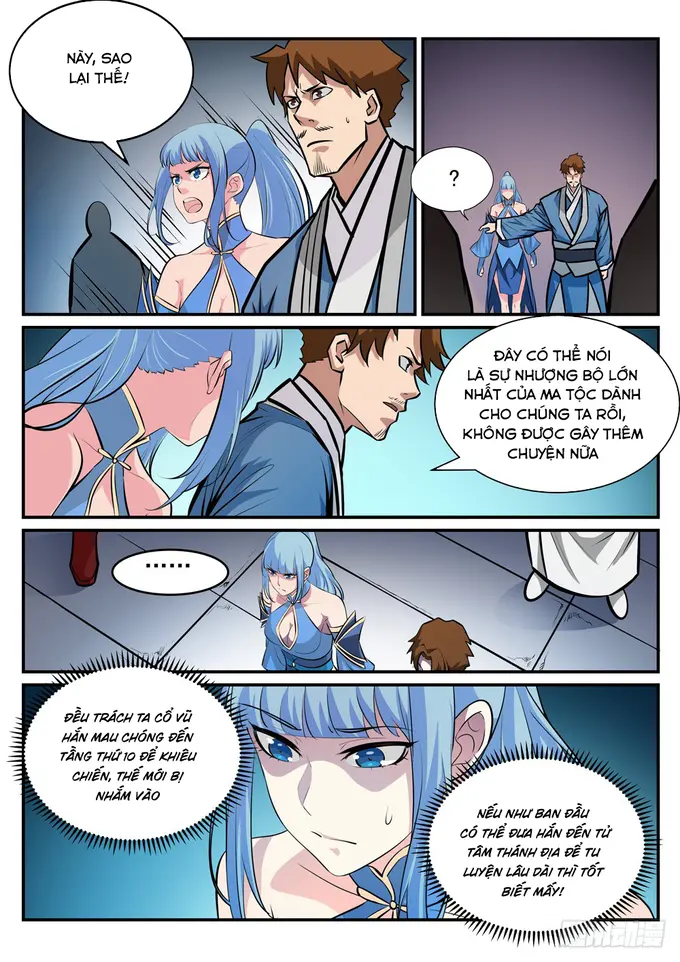 NÀY, SAO
LẠI THẾ!
?
ĐÂY CÓ THỂ NÓI
LÀ SỰ NHƯỢNG BỘ LỚN
NHẤT CỦA MA TỘC DÀNH
CHO CHÚNG TA RỒI,
KHÔNG ĐƯỢC GÂY THÊM
CHUYỆN NỮA
......
ĐỀU TRÁCH TA CỔ VŨ
HẮN MAU CHÓNG ĐẾN
TẦNG THỨ 10 ĐỂ KHIÊU
CHIẾN, THẾ MỚI BỊ
NHẮM VÀO
NẾU NHƯ BAN ĐẦU
CÓ THỂ ĐƯA HẮN ĐẾN TỬ
TÂM THÁNH ĐỊA ĐỂ TU
LUYỆN LÂU DÀI THÌ TỐT
BIẾT MẤY!